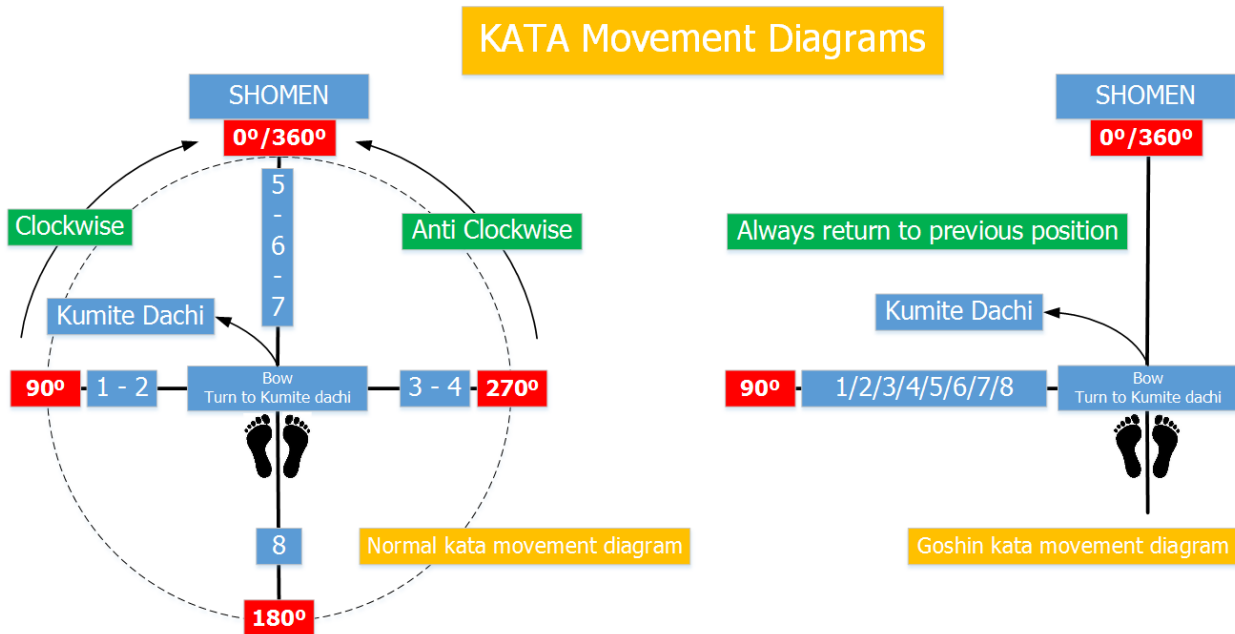 KATA Movement Diagrams
SHOMEN
0º/360º
Clockwise
Anti Clockwise
5
-
6
-
7
Kumite Dachi
90º
1 - 2
Bow
Turn to Kumite dachi
3 - 4
270º
8
Normal kata movement diagram
180º
SHOMEN
0º/360º
Always return to previous position
Kumite Dachi
90º
1/2/3/4/5/6/7/8
Bow
Turn to Kumite dachi
Goshin kata movement diagram